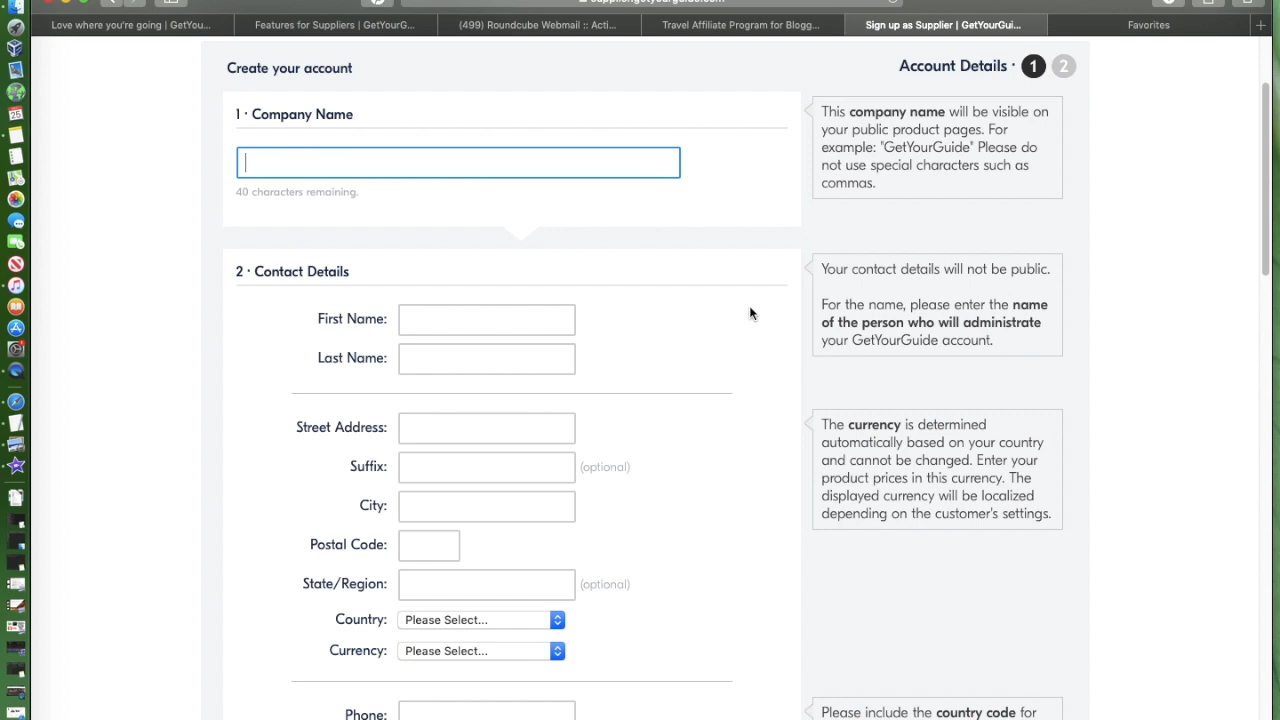 supplier.getyourguide.com
Love where you're going | GetYou...
Features for Suppliers | GetYourG...
(499) Roundcube Webmail :: Acti...
Travel Affiliate Program for Blogg...
Sign up as Supplier | GetYourGui...
Favorites
Create your account
Account Details · 1 2
1 · Company Name
40 characters remaining.
This company name will be visible on
your public product pages. For
example: "GetYourGuide" Please do
not use special characters such as
commas.
2 · Contact Details
First Name:
Last Name:
Your contact details will not be public.
For the name, please enter the name
of the person who will administrate
your GetYourGuide account.
Street Address:
Suffix: (optional)
City:
Postal Code:
State/Region: (optional)
Country: Please Select...
Currency: Please Select...
The currency is determined
automatically based on your country
and cannot be changed. Enter your
product prices in this currency. The
displayed currency will be localized
depending on the customer's settings.
Phone:
Please include the country code for